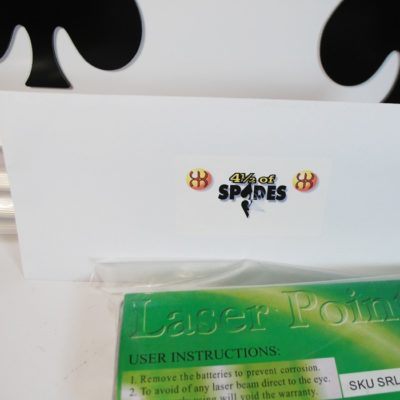 4½ of
SPADES
Laser Point
USER INSTRUCTIONS:
1. Remove the batteries to prevent corrosion.
2. To avoid of any laser beam direct to the eye.
will void the warranty.
SKU SRL